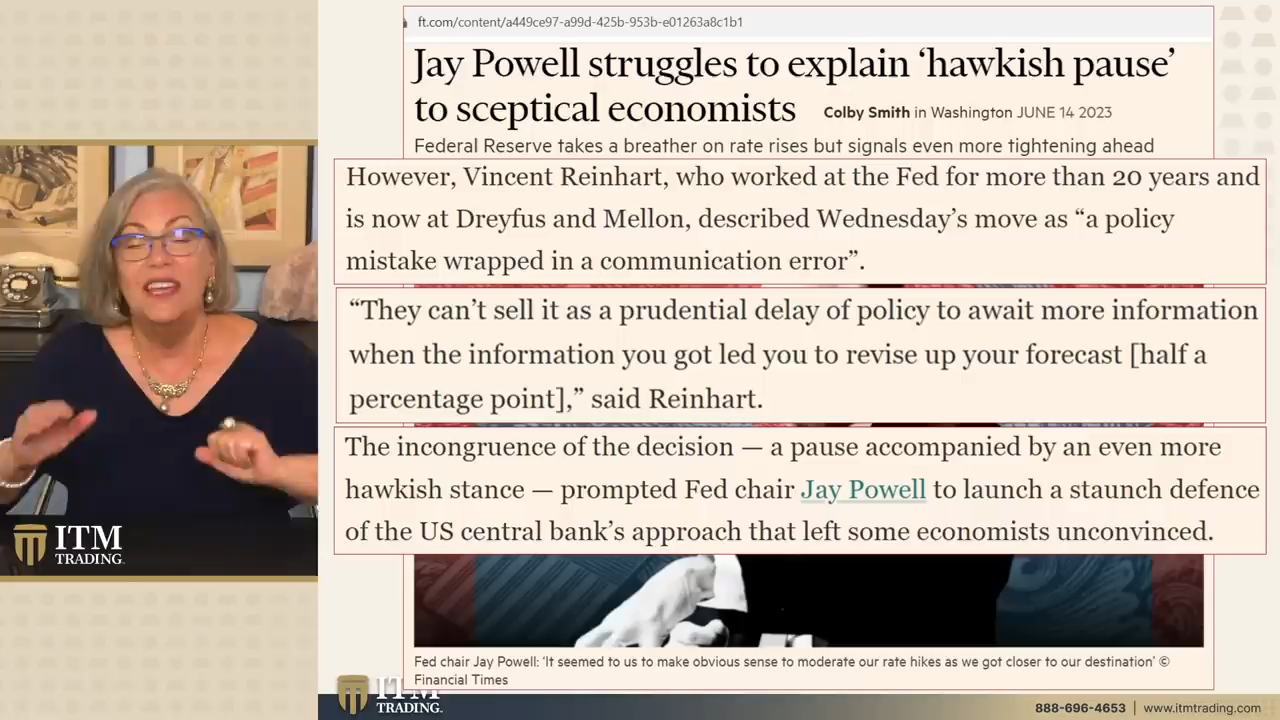 ft.com/content/a449ce97-a99d-425b-953b-e01263a8c1b1
Jay Powell struggles to explain ‘hawkish pause’
to sceptical economists
Colby Smith in Washington JUNE 14 2023
Federal Reserve takes a breather on rate rises but signals even more tightening ahead
However, Vincent Reinhart, who worked at the Fed for more than 20 years and
is now at Dreyfus and Mellon, described Wednesday’s move as “a policy
mistake wrapped in a communication error”.
“They can’t sell it as a prudential delay of policy to await more information
when the information you got led you to revise up your forecast [half a
percentage point],” said Reinhart.
The incongruence of the decision — a pause accompanied by an even more
hawkish stance — prompted Fed chair Jay Powell to launch a staunch defence
of the US central bank’s approach that left some economists unconvinced.
Fed chair Jay Powell: ‘It seemed to us to make obvious sense to moderate our rate hikes as we got closer to our destination’ ©
Financial Times
ITM
TRADING.
ITM
TRADING.
888-696-4653 | www.itmtrading.com